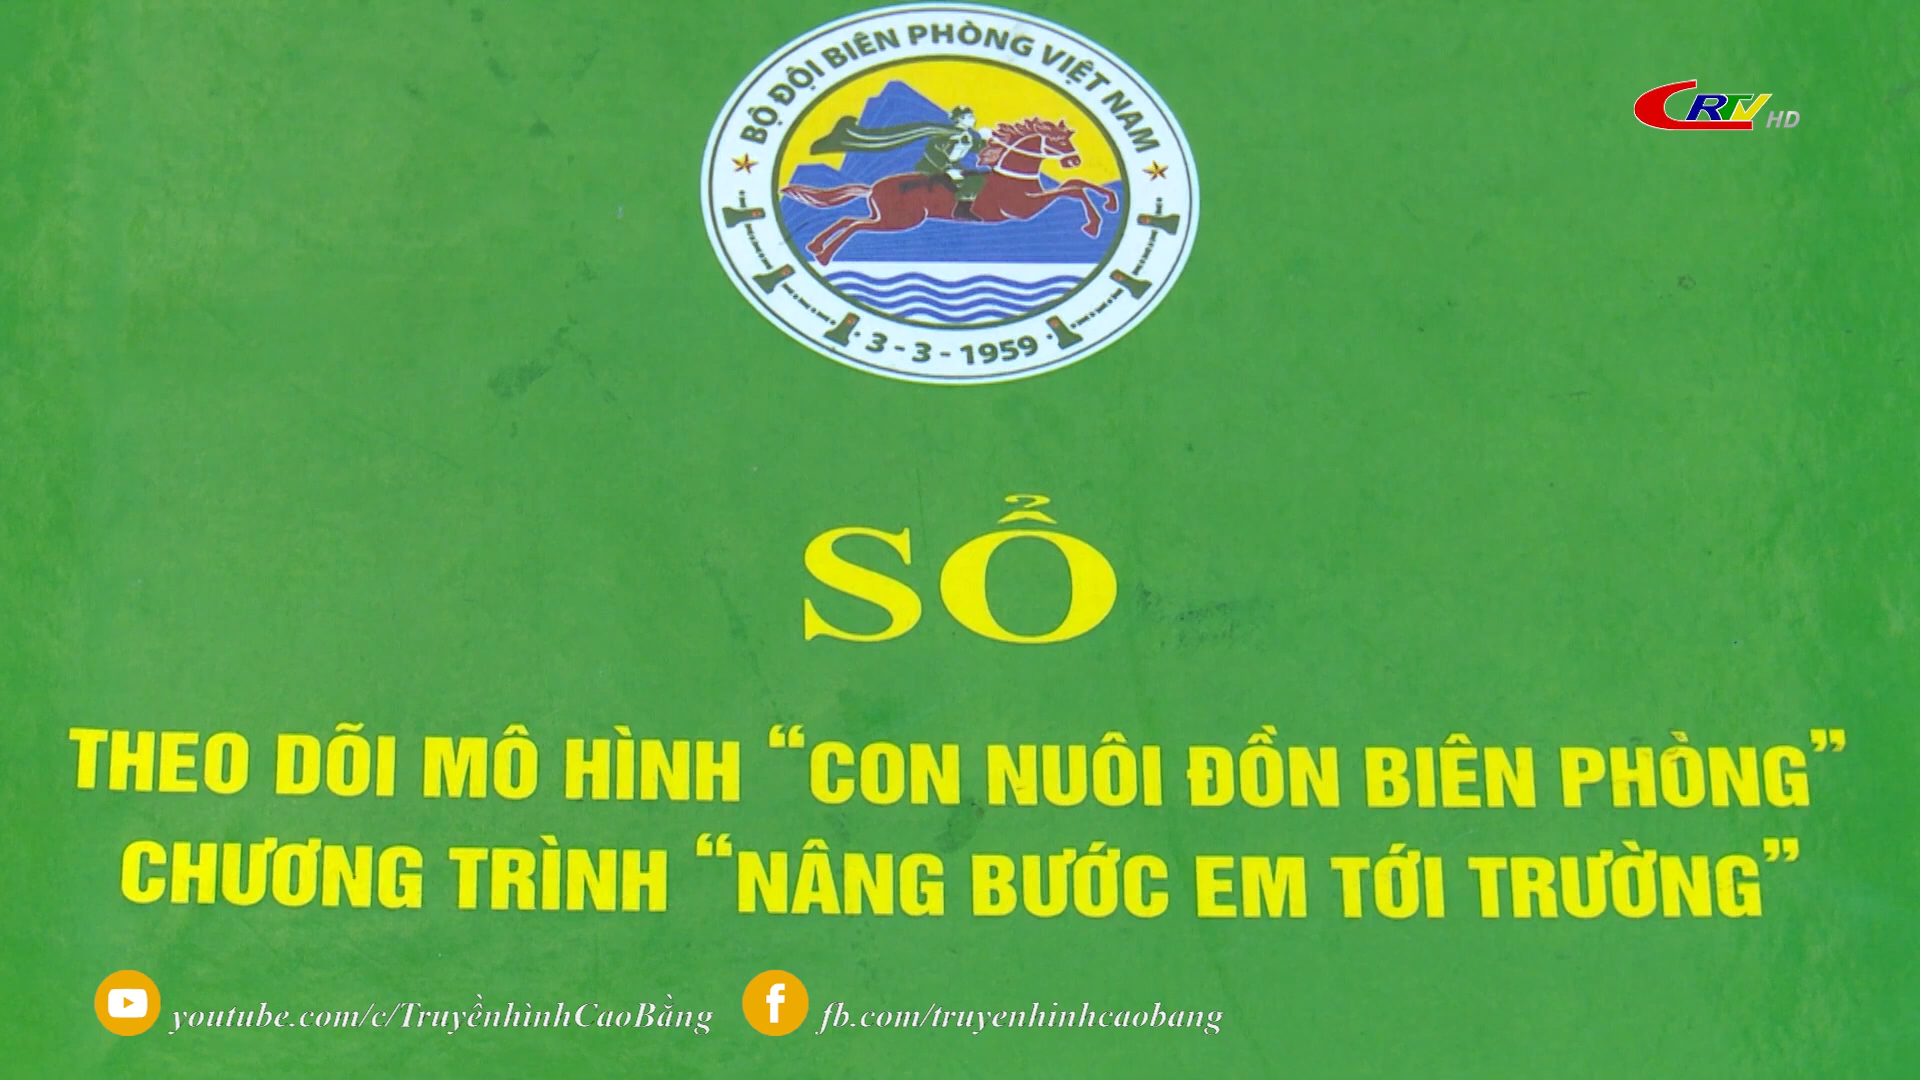 BỘ ĐỘI BIÊN PHÒNG VIỆT NAM
3 - 3 - 1959
CRTV HD
SỔ
THEO DÕI MÔ HÌNH “CON NUÔI ĐỒN BIÊN PHÒNG”
CHƯƠNG TRÌNH “NÂNG BƯỚC EM TỚI TRƯỜNG”
youtube.com/c/TruyềnhìnhCaoBằng
fb.com/truyenhinhcaobang